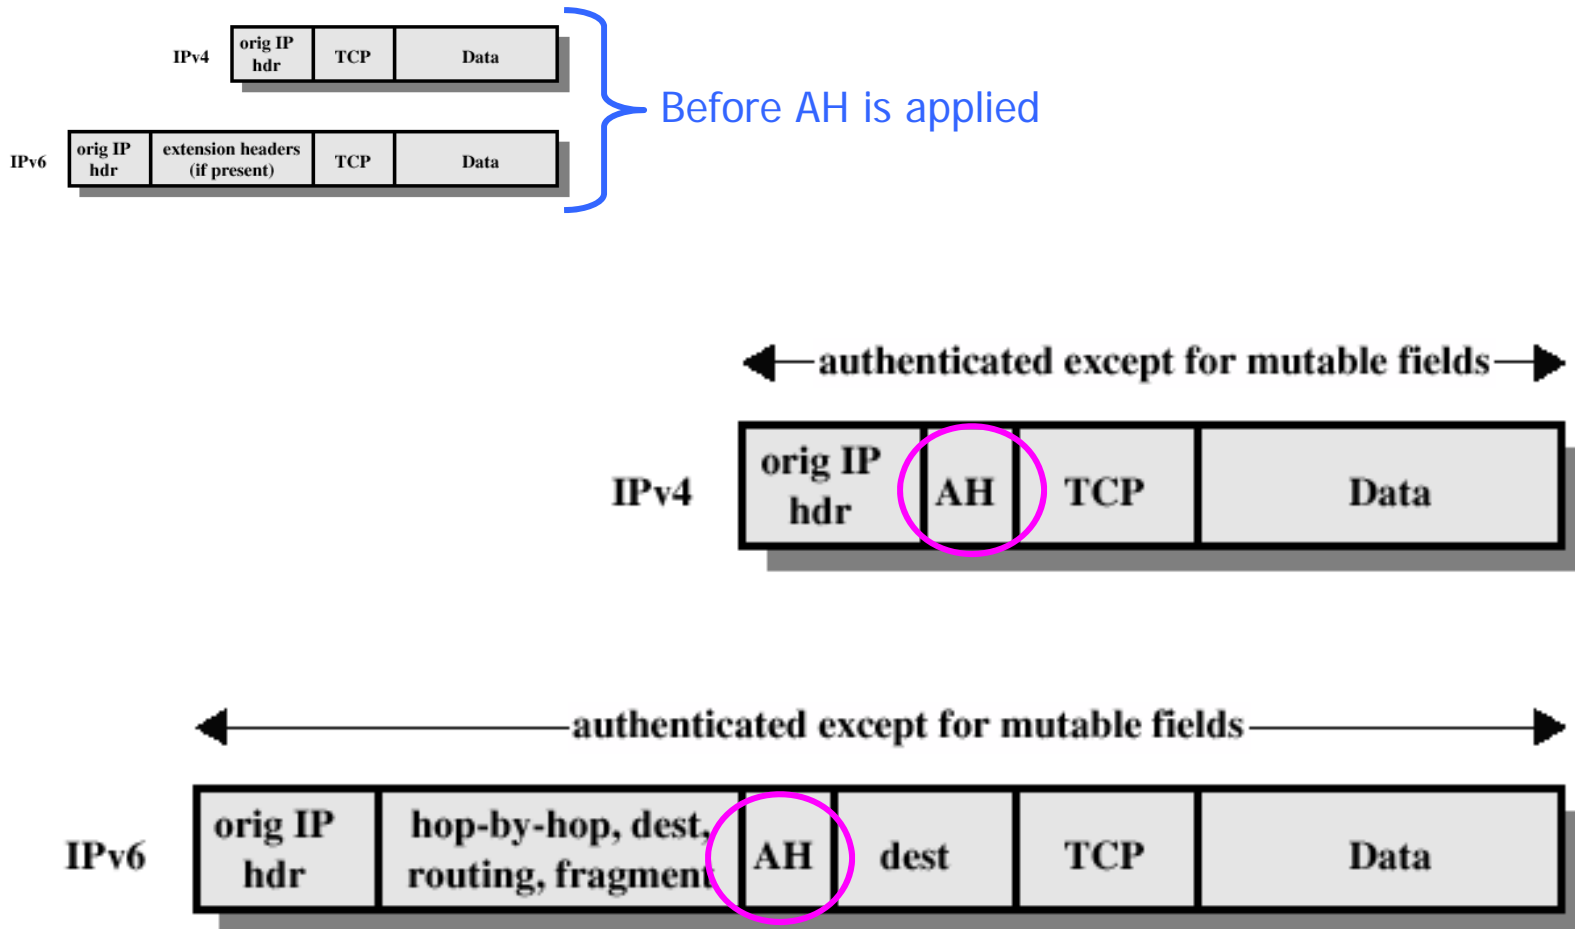 IPv4
orig IP
hdr
TCP
Data
Before AH is applied
IPv6
orig IP
hdr
extension headers
(if present)
TCP
Data
authenticated except for mutable fields
IPv4
orig IP
hdr
AH
TCP
Data
authenticated except for mutable fields
IPv6
orig IP
hdr
hop-by-hop, dest,
routing, fragment
AH
dest
TCP
Data